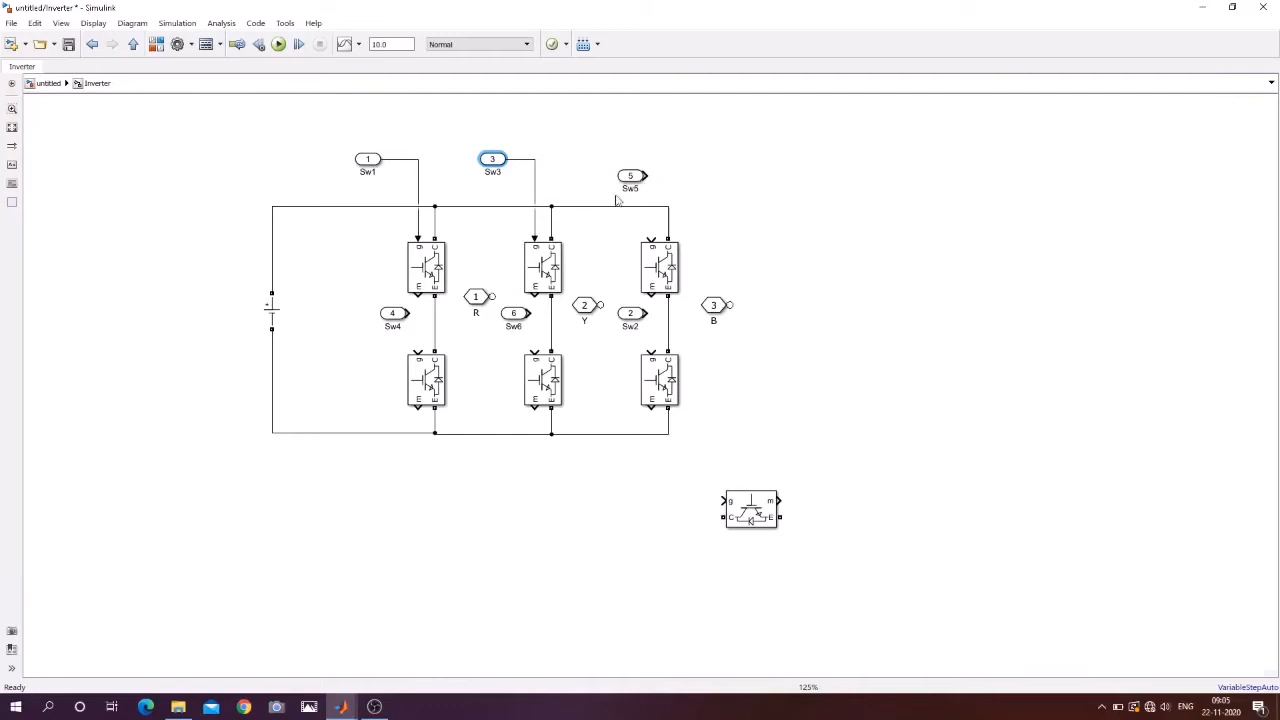 untitled/Inverter * - Simulink
File Edit View Display Diagram Simulation Analysis Code Tools Help
10.0 Normal
Inverter
untitled Inverter
1 3
Sw1 Sw3
5
Sw5
g C g C g C
m E m E m E
1 2 3
R Y B
4 6 2
Sw4 Sw6 Sw2
+
g C g C g C
m E m E m E
g m
C E
Ready 125% VariableStepAuto
ENG 09:05
22-11-2020
1